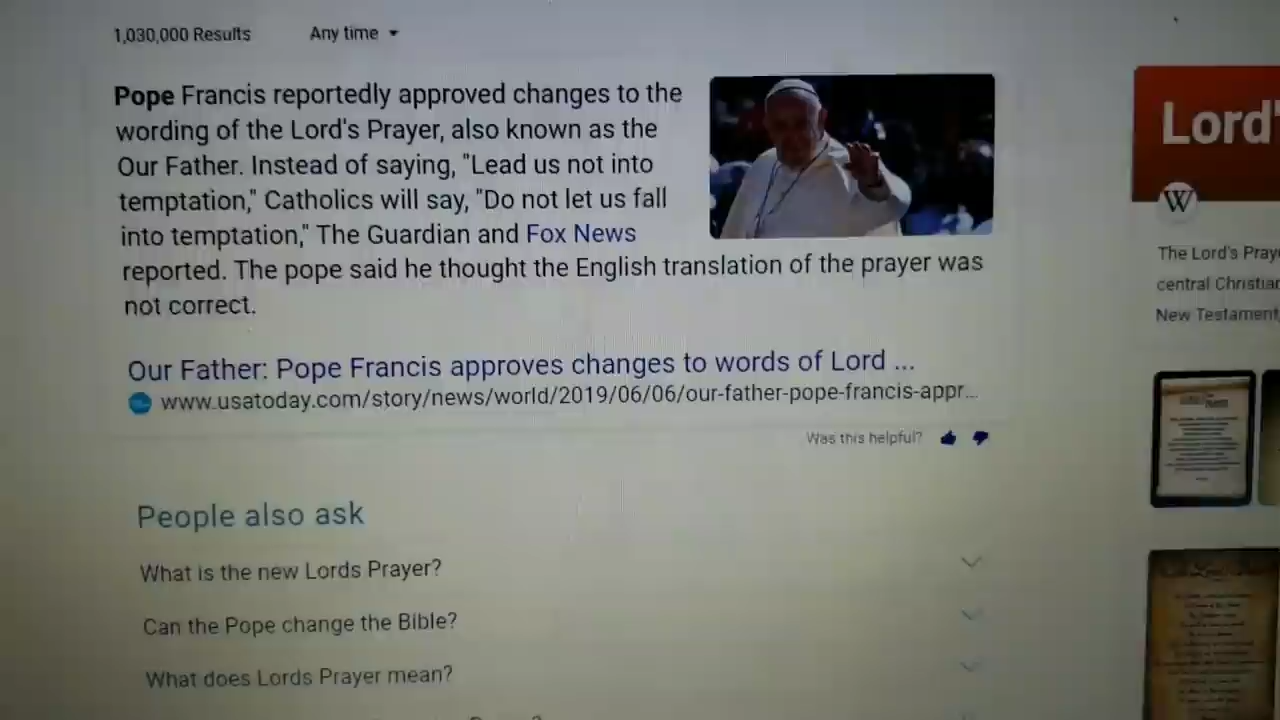 1,030,000 Results
Any time
Pope Francis reportedly approved changes to the
wording of the Lord's Prayer, also known as the
Our Father. Instead of saying, "Lead us not into
temptation," Catholics will say, "Do not let us fall
into temptation," The Guardian and Fox News
reported. The pope said he thought the English translation of the prayer was
not correct.
Our Father: Pope Francis approves changes to words of Lord ...
www.usatoday.com/story/news/world/2019/06/06/our-father-pope-francis-appr...
Was this helpful?
People also ask
What is the new Lords Prayer?
Can the Pope change the Bible?
What does Lords Prayer mean?
Lord'
W
The Lord's Praye
central Christian
New Testament